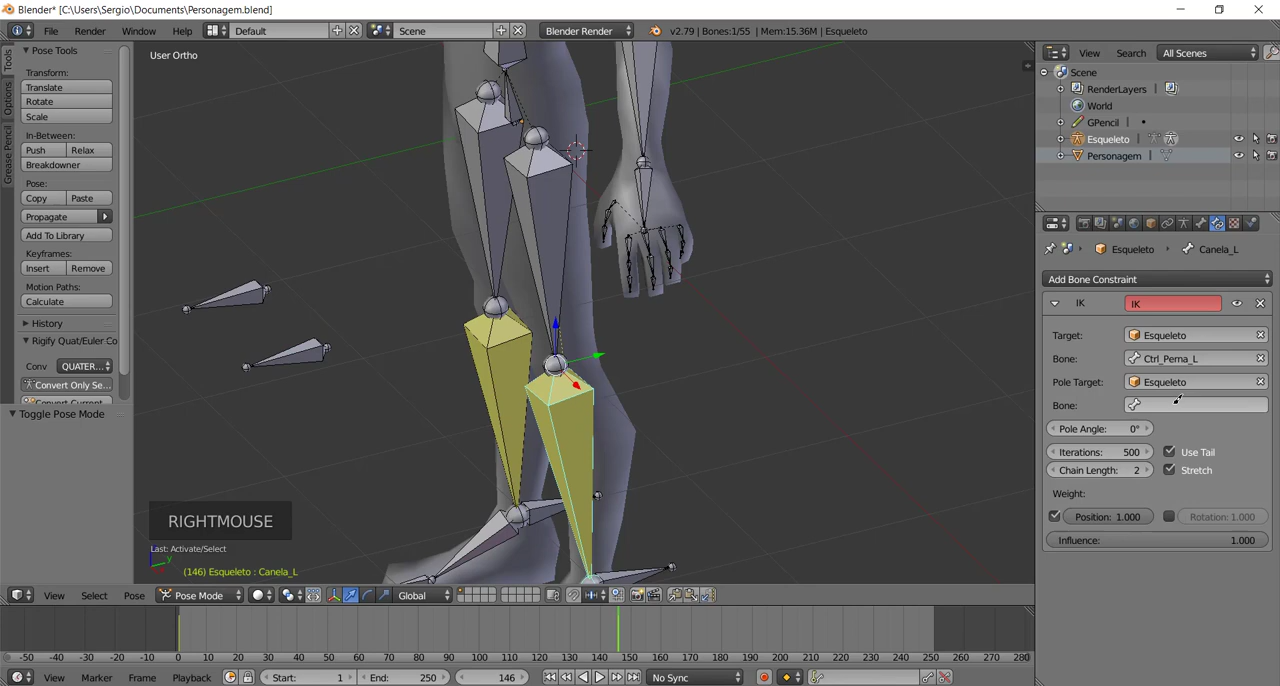 Blender* [C:\Users\Sergio\Documents\Personagem.blend]
File Render Window Help Default Scene Blender Render v2.79 | Bones:1/55 | Mem:15.36M | Esqueleto
Tools
Options
Grease Pencil
Pose Tools
Transform:
Translate
Rotate
Scale
In-Between:
Push Relax
Breakdowner
Pose:
Copy Paste
Propagate
Add To Library
Keyframes:
Insert Remove
Motion Paths:
Calculate
History
Rigify Quat/Euler Co
Conv QUATER...
Convert Only Se...
Convert Current
Toggle Pose Mode
User Ortho
RIGHTMOUSE
Last: Activate/Select
y
(146) Esqueleto : Canela_L
View Select Pose Pose Mode Global
-50 -40 -30 -20 -10 0 10 20 30 40 50 60 70 80 90 100 110 120 130 140 150 160 170 180 190 200 210 220 230 240 250 260 270 280
View Marker Frame Playback Start: 1 End: 250 146 No Sync
View Search All Scenes
Scene
RenderLayers |
World
GPencil |
Esqueleto |
Personagem |
Esqueleto Canela_L
Add Bone Constraint
IK IK
Target: Esqueleto
Bone: Ctrl_Perna_L
Pole Target: Esqueleto
Bone:
Pole Angle: 0°
Iterations: 500 Use Tail
Chain Length: 2 Stretch
Weight:
Position: 1.000 Rotation: 1.000
Influence: 1.000